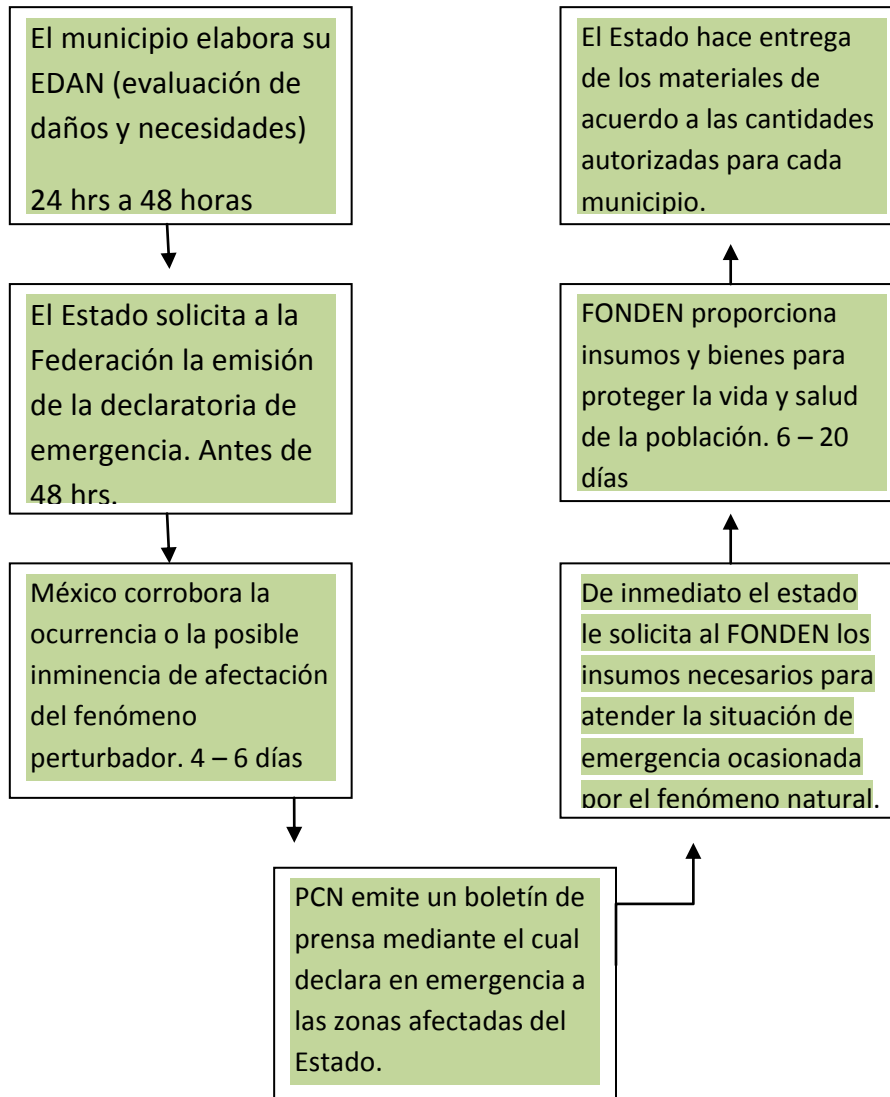 El municipio elabora su
EDAN (evaluación de
daños y necesidades)
24 hrs a 48 horas
El Estado solicita a la
Federación la emisión
de la declaratoria de
emergencia. Antes de
48 hrs.
México corrobora la
ocurrencia o la posible
inminencia de afectación
del fenómeno
perturbador. 4 – 6 días
PCN emite un boletín de
prensa mediante el cual
declara en emergencia a
las zonas afectadas del
Estado.
De inmediato el estado
le solicita al FONDEN los
insumos necesarios para
atender la situación de
emergencia ocasionada
por el fenómeno natural.
FONDEN proporciona
insumos y bienes para
proteger la vida y salud
de la población. 6 – 20
días
El Estado hace entrega
de los materiales de
acuerdo a las cantidades
autorizadas para cada
municipio.